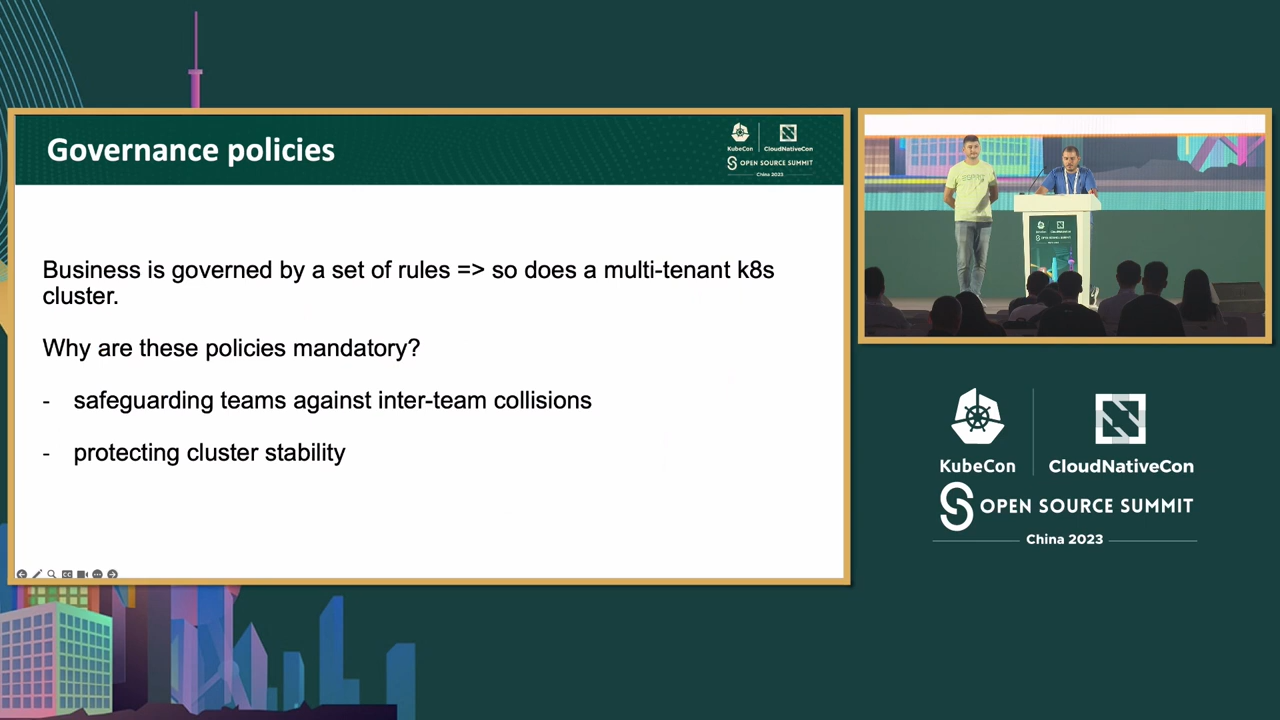 Governance policies
KubeCon
CloudNativeCon
OPEN SOURCE SUMMIT
China 2023
Business is governed by a set of rules => so does a multi-tenant k8s
cluster.
Why are these policies mandatory?
- safeguarding teams against inter-team collisions
- protecting cluster stability
KubeCon
CloudNativeCon
OPEN SOURCE SUMMIT
China 2023